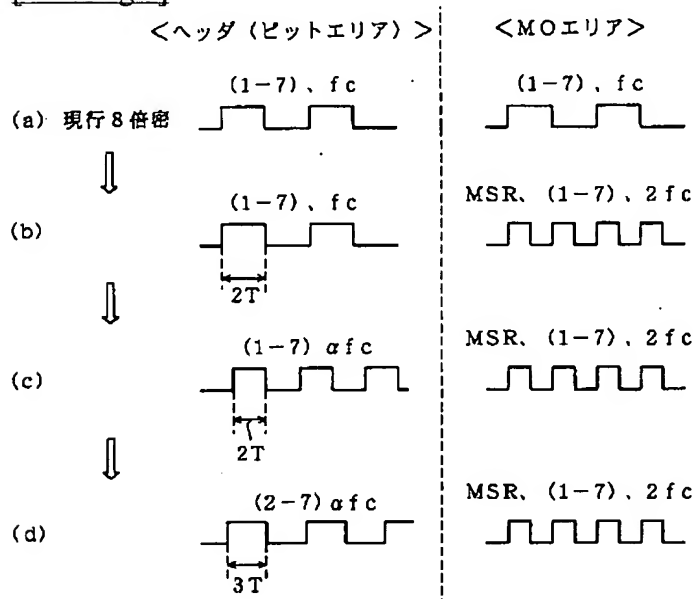 <ヘッダ(ピットエリア)> <MOエリア>
(1−7)、fc (1−7)、fc
(a) 現行8倍密
(1−7)、fc MSR、(1−7)、2fc
(b)
2T
(1−7) αfc MSR、(1−7)、2fc
(c)
2T
(2−7) αfc MSR、(1−7)、2fc
(d)
3T